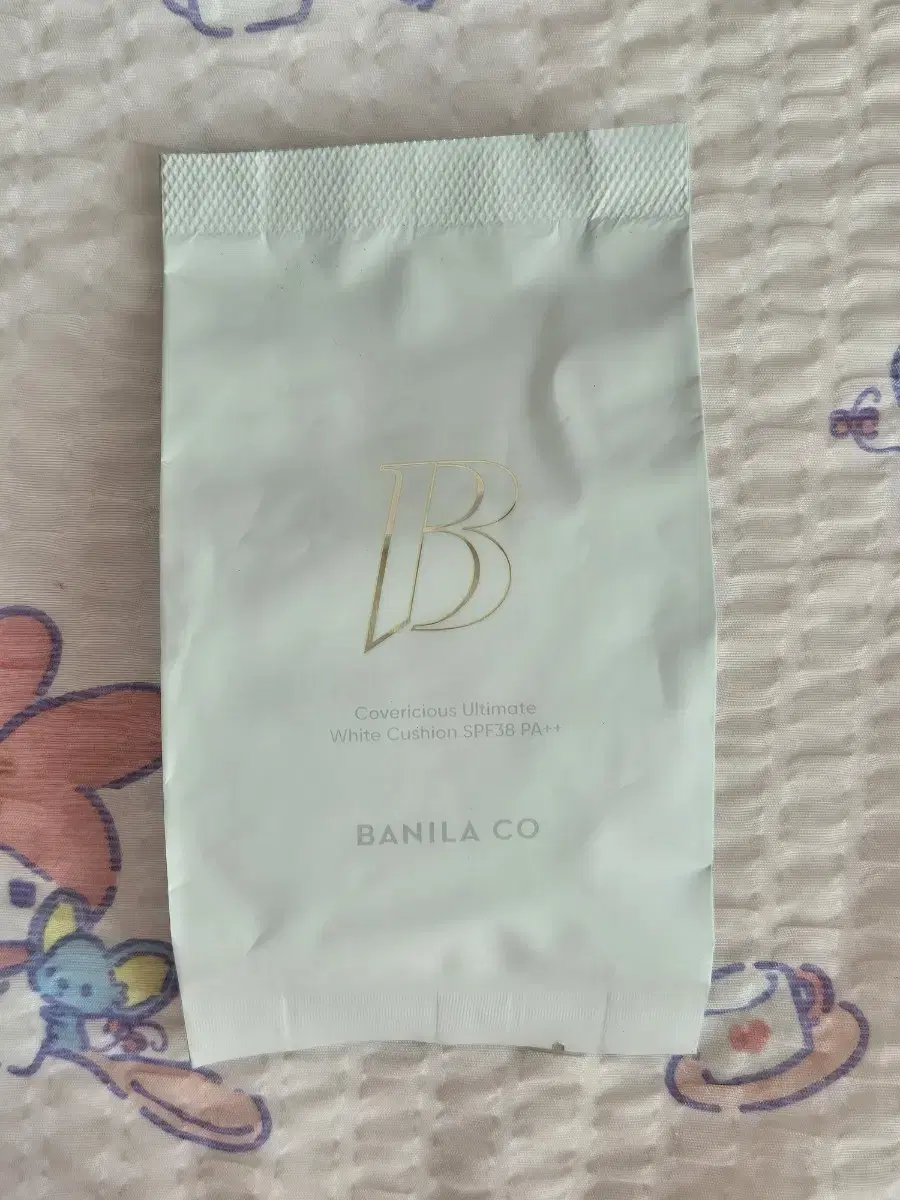 B
Covericious Ultimate
White Cushion SPF38 PA++
BANILA CO